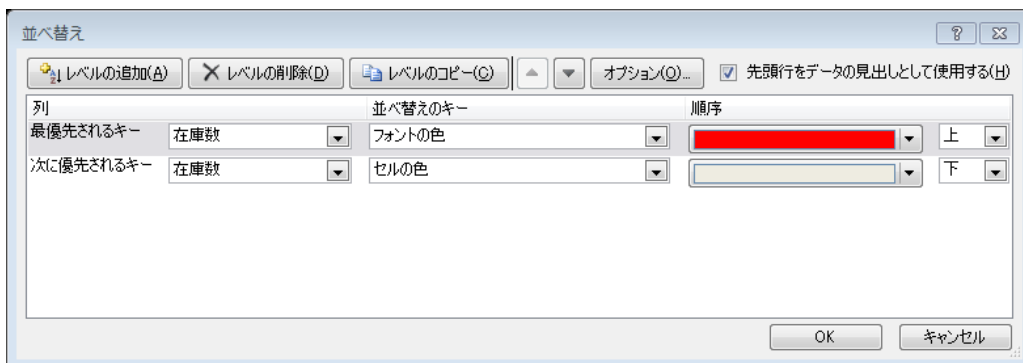 並べ替え
レベルの追加(A) レベルの削除(D) レベルのコピー(C) オプション(O)... 先頭行をデータの見出しとして使用する(H)
列 並べ替えのキー 順序
最優先されるキー 在庫数 フォントの色 上
次に優先されるキー 在庫数 セルの色 下
OK キャンセル